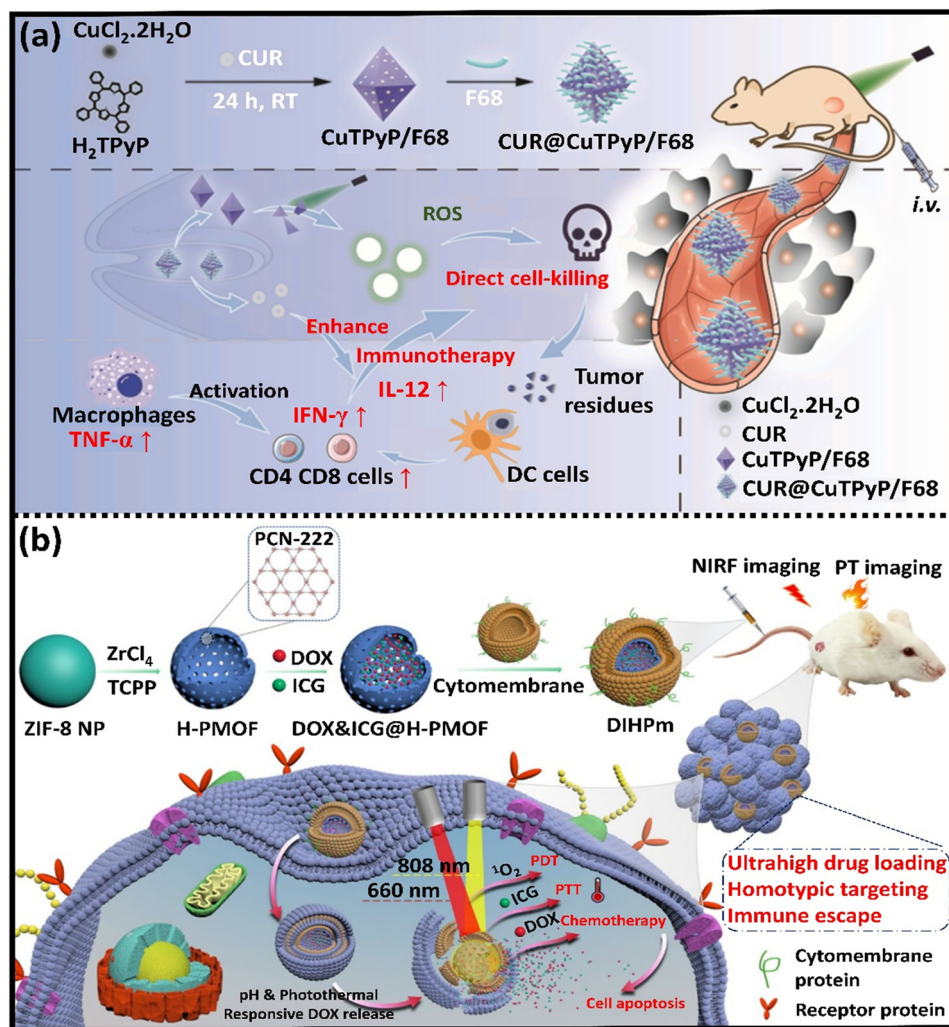 (a)
CuCl₂.2H₂O
H₂TPyP
CUR
24 h, RT
CuTPyP/F68
F68
CUR@CuTPyP/F68
i.v.
ROS
Direct cell-killing
Enhance
Immunotherapy
IL-12 ↑
IFN-γ ↑
Activation
Macrophages
TNF-α ↑
CD4 CD8 cells ↑
DC cells
Tumor
residues
CuCl₂.2H₂O
CUR
CuTPyP/F68
CUR@CuTPyP/F68
(b)
PCN-222
NIRF imaging
PT imaging
ZIF-8 NP
ZrCl₄
TCPP
H-PMOF
DOX
ICG
DOX&ICG@H-PMOF
Cytomembrane
DIHPm
808 nm
660 nm
¹O₂
PDT
ICG
PTT
DOX
Chemotherapy
Cell apoptosis
pH & Photothermal
Responsive DOX release
Ultrahigh drug loading
Homotypic targeting
Immune escape
Cytomembrane
protein
Receptor protein